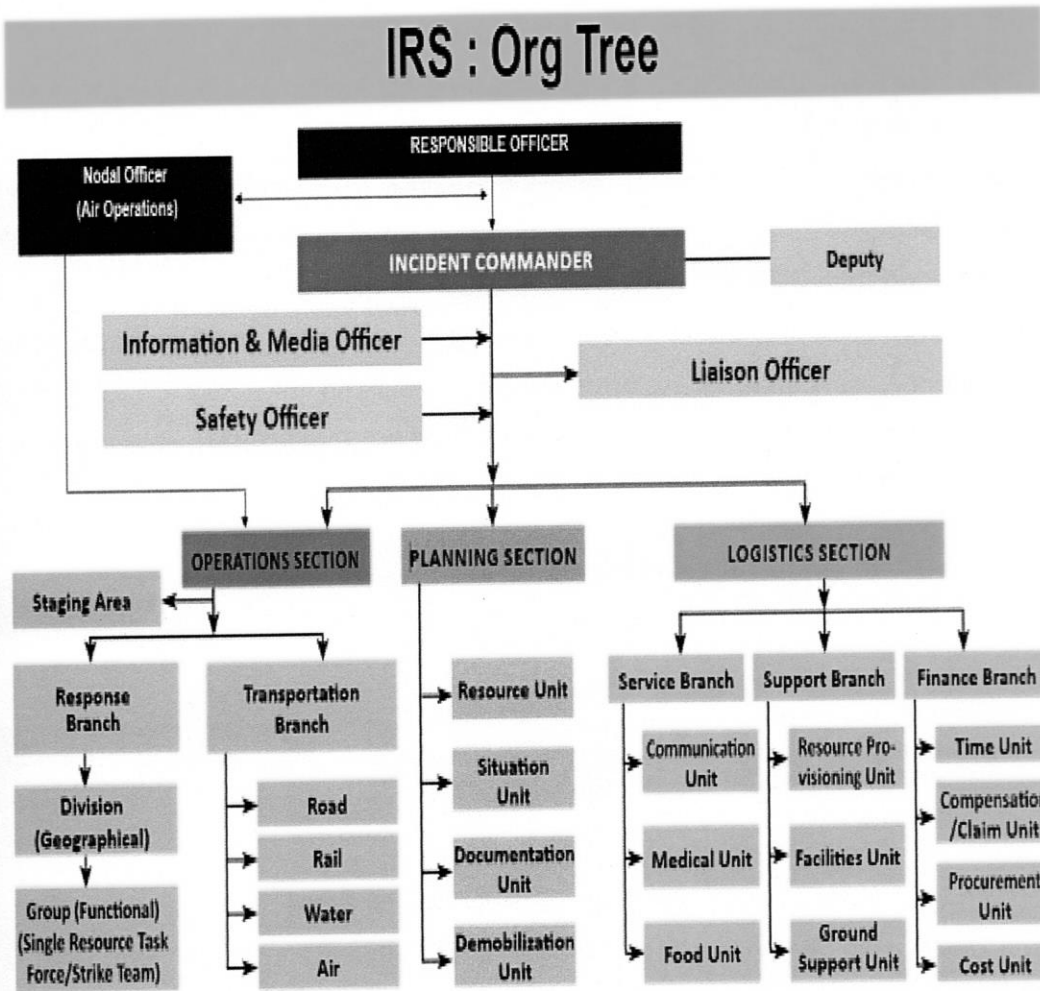 IRS : Org Tree
RESPONSIBLE OFFICER
Nodal Officer
(Air Operations)
INCIDENT COMMANDER
Deputy
Information & Media Officer
Liaison Officer
Safety Officer
OPERATIONS SECTION
PLANNING SECTION
LOGISTICS SECTION
Staging Area
Response
Branch
Transportation
Branch
Division
(Geographical)
Group (Functional)
(Single Resource Task
Force/Strike Team)
Road
Rail
Water
Air
Resource Unit
Situation
Unit
Documentation
Unit
Demobilization
Unit
Service Branch
Support Branch
Finance Branch
Communication
Unit
Medical Unit
Food Unit
Resource Pro-
visioning Unit
Facilities Unit
Ground
Support Unit
Time Unit
Compensation
/Claim Unit
Procurement
Unit
Cost Unit